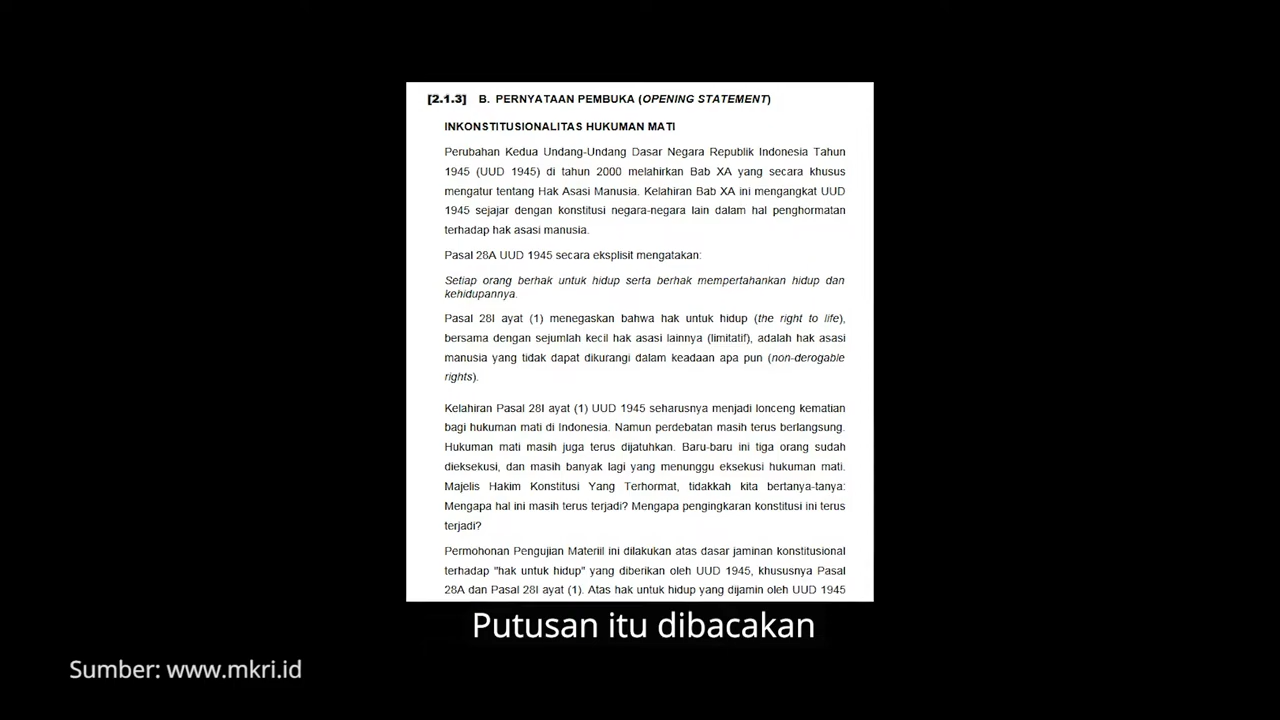 [2.1.3] B. PERNYATAAN PEMBUKA (OPENING STATEMENT)
INKONSTITUSIONALITAS HUKUMAN MATI
Perubahan Kedua Undang-Undang Dasar Negara Republik Indonesia Tahun
1945 (UUD 1945) di tahun 2000 melahirkan Bab XA yang secara khusus
mengatur tentang Hak Asasi Manusia. Kelahiran Bab XA ini mengangkat UUD
1945 sejajar dengan konstitusi negara-negara lain dalam hal penghormatan
terhadap hak asasi manusia.
Pasal 28A UUD 1945 secara eksplisit mengatakan:
Setiap orang berhak untuk hidup serta berhak mempertahankan hidup dan
kehidupannya.
Pasal 28I ayat (1) menegaskan bahwa hak untuk hidup (the right to life),
bersama dengan sejumlah kecil hak asasi lainnya (limitatif), adalah hak asasi
manusia yang tidak dapat dikurangi dalam keadaan apa pun (non-derogable
rights).
Kelahiran Pasal 28I ayat (1) UUD 1945 seharusnya menjadi lonceng kematian
bagi hukuman mati di Indonesia. Namun perdebatan masih terus berlangsung.
Hukuman mati masih juga terus dijatuhkan. Baru-baru ini tiga orang sudah
dieksekusi, dan masih banyak lagi yang menunggu eksekusi hukuman mati.
Majelis Hakim Konstitusi Yang Terhormat, tidakkah kita bertanya-tanya:
Mengapa hal ini masih terus terjadi? Mengapa pengingkaran konstitusi ini terus
terjadi?
Permohonan Pengujian Materiil ini dilakukan atas dasar jaminan konstitusional
terhadap "hak untuk hidup" yang diberikan oleh UUD 1945, khususnya Pasal
28A dan Pasal 28I ayat (1). Atas hak untuk hidup yang dijamin oleh UUD 1945
Putusan itu dibacakan
Sumber: www.mkri.id